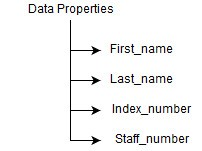 Data Properties
First_name
Last_name
Index_number
Staff_number